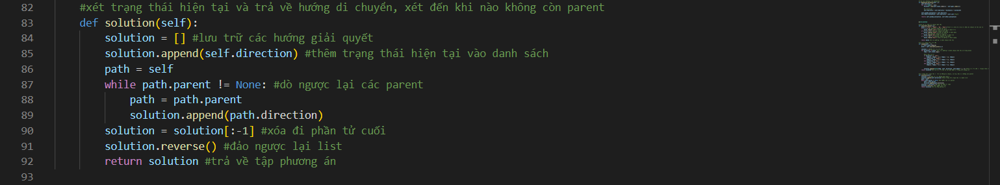 82 #xét trạng thái hiện tại và trả về hướng di chuyển, xét đến khi nào không còn parent
83 def solution(self):
84 solution = [] #lưu trữ các hướng giải quyết
85 solution.append(self.direction) #thêm trạng thái hiện tại vào danh sách
86 path = self
87 while path.parent != None: #dò ngược lại các parent
88 path = path.parent
89 solution.append(path.direction)
90 solution = solution[:-1] #xóa đi phần tử cuối
91 solution.reverse() #đảo ngược lại list
92 return solution #trả về tập phương án
93